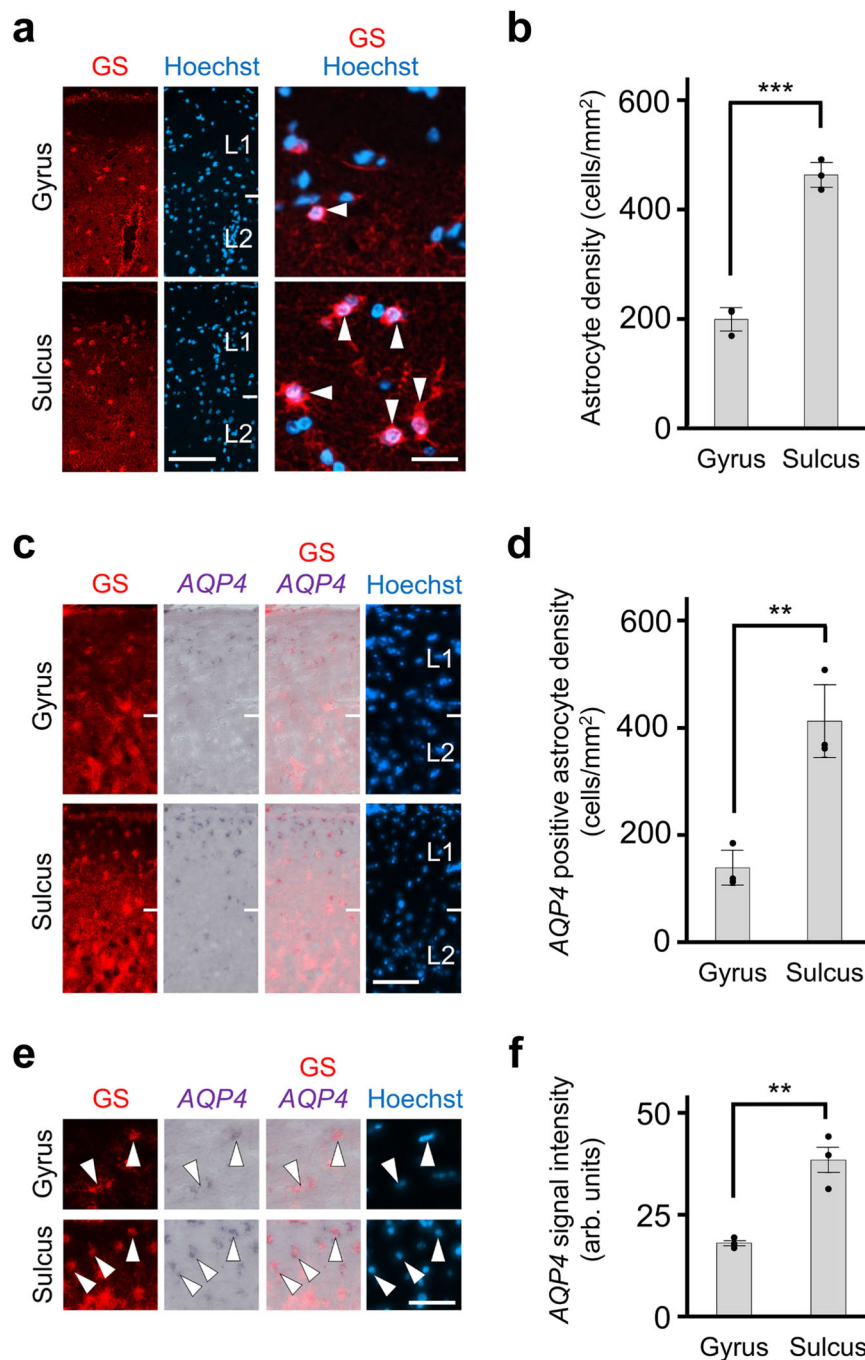 a
GS
Hoechst
GS
Hoechst
Gyrus
L1
L2
Sulcus
L1
L2
b
Astrocyte density (cells/mm²)
600
400
200
0
***
Gyrus
Sulcus
c
GS
AQP4
GS
AQP4
Hoechst
Gyrus
L1
L2
Sulcus
L1
L2
d
AQP4 positive astrocyte density
(cells/mm²)
600
400
200
0
**
Gyrus
Sulcus
e
GS
AQP4
GS
AQP4
Hoechst
Gyrus
Sulcus
f
AQP4 signal intensity
(arb. units)
50
25
0
**
Gyrus
Sulcus